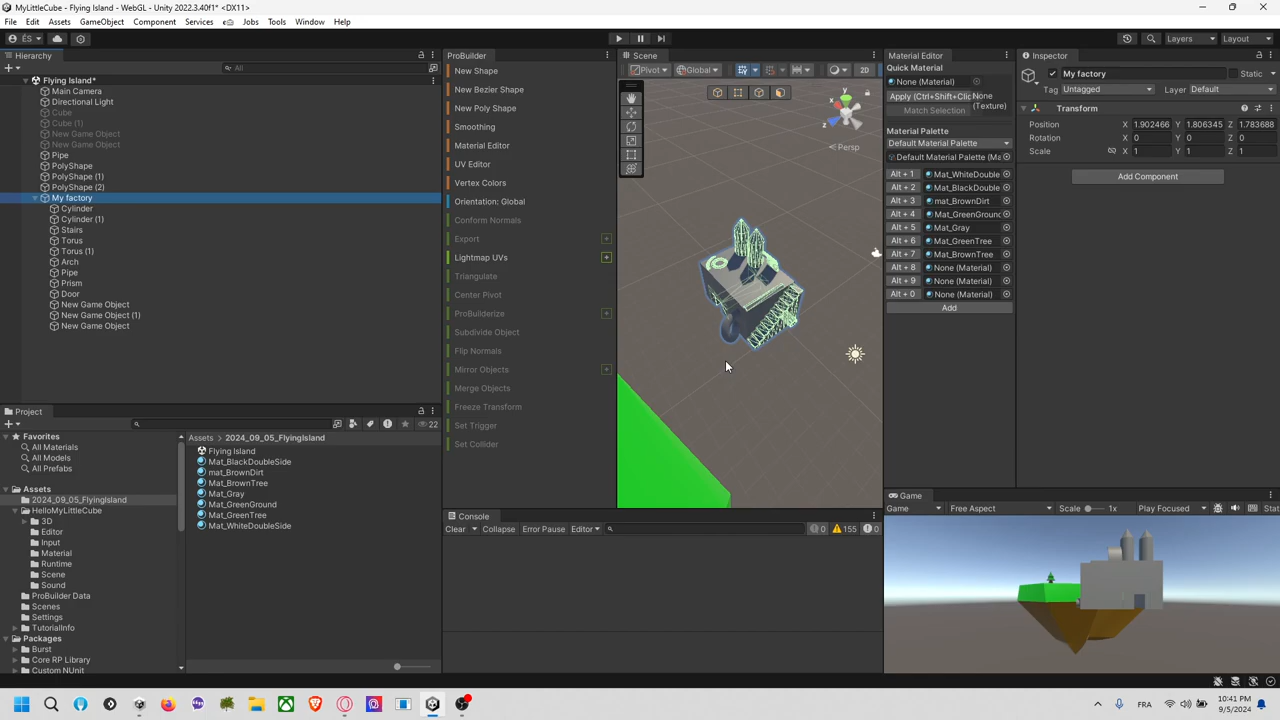 MyLittleCube - Flying Island - WebGL - Unity 2022.3.40f1* <DX11>
File Edit Assets GameObject Component Services Jobs Tools Window Help
ÉS Layers Layout
Hierarchy
All
Flying Island*
Main Camera
Directional Light
Cube
Cube (1)
New Game Object
New Game Object
Pipe
PolyShape
PolyShape (1)
PolyShape (2)
My factory
Cylinder
Cylinder (1)
Stairs
Torus
Torus (1)
Arch
Pipe
Prism
Door
New Game Object
New Game Object (1)
New Game Object
ProBuilder
New Shape
New Bezier Shape
New Poly Shape
Smoothing
Material Editor
UV Editor
Vertex Colors
Orientation: Global
Conform Normals
Export
Lightmap UVs
Triangulate
Center Pivot
ProBuilderize
Subdivide Object
Flip Normals
Mirror Objects
Merge Objects
Freeze Transform
Set Trigger
Set Collider
Scene
Pivot Global 2D
y
x
z
Persp
Material Editor
Quick Material
None (Material)
Apply (Ctrl+Shift+Clic None
(Texture)
Match Selection
Material Palette
Default Material Palette
Default Material Palette (Ma
Alt + 1 Mat_WhiteDouble
Alt + 2 Mat_BlackDouble
Alt + 3 mat_BrownDirt
Alt + 4 Mat_GreenGround
Alt + 5 Mat_Gray
Alt + 6 Mat_GreenTree
Alt + 7 Mat_BrownTree
Alt + 8 None (Material)
Alt + 9 None (Material)
Alt + 0 None (Material)
Add
Inspector
My factory Static
Tag Untagged Layer Default
Transform
Position X 1.902466 Y 1.806345 Z 1.783688
Rotation X 0 Y 0 Z 0
Scale X 1 Y 1 Z 1
Add Component
Project
22
Favorites
All Materials
All Models
All Prefabs
Assets
2024_09_05_FlyingIsland
HelloMyLittleCube
3D
Editor
Input
Material
Runtime
Scene
Sound
ProBuilder Data
Scenes
Settings
TutorialInfo
Packages
Burst
Core RP Library
Custom NUnit
Assets > 2024_09_05_FlyingIsland
Flying Island
Mat_BlackDoubleSide
mat_BrownDirt
Mat_BrownTree
Mat_Gray
Mat_GreenGround
Mat_GreenTree
Mat_WhiteDoubleSide
Console
Clear Collapse Error Pause Editor 0 155 0
Game
Game Free Aspect Scale 1x Play Focused Stat
10:41 PM
9/5/2024